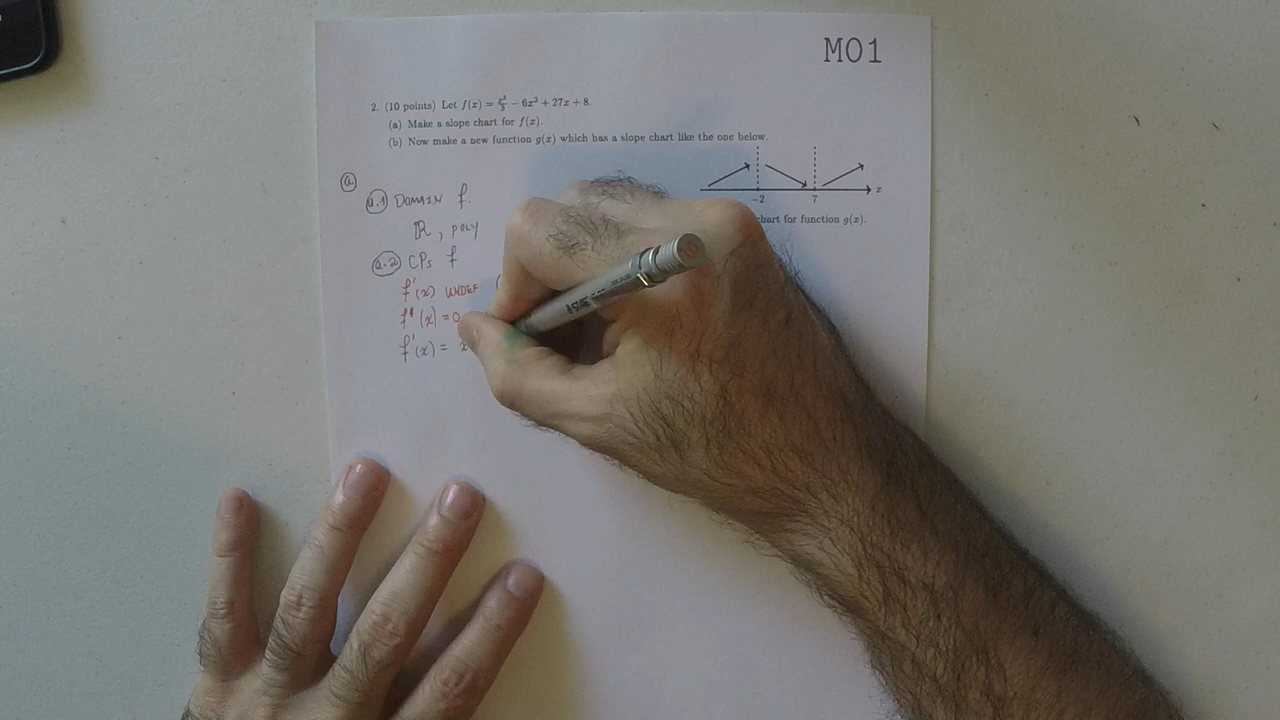 MO1
2. (10 points) Let f(x) = x³/3 − 6x² + 27x + 8.
(a) Make a slope chart for f(x).
(b) Now make a new function g(x) which has a slope chart like the one below.
x
−2 7
chart for function g(x).
a
a.1 DOMAIN f.
ℝ, POLY
a.2 CPs f
f'(x) UNDEF (
f'(x) = 0
f'(x) = x